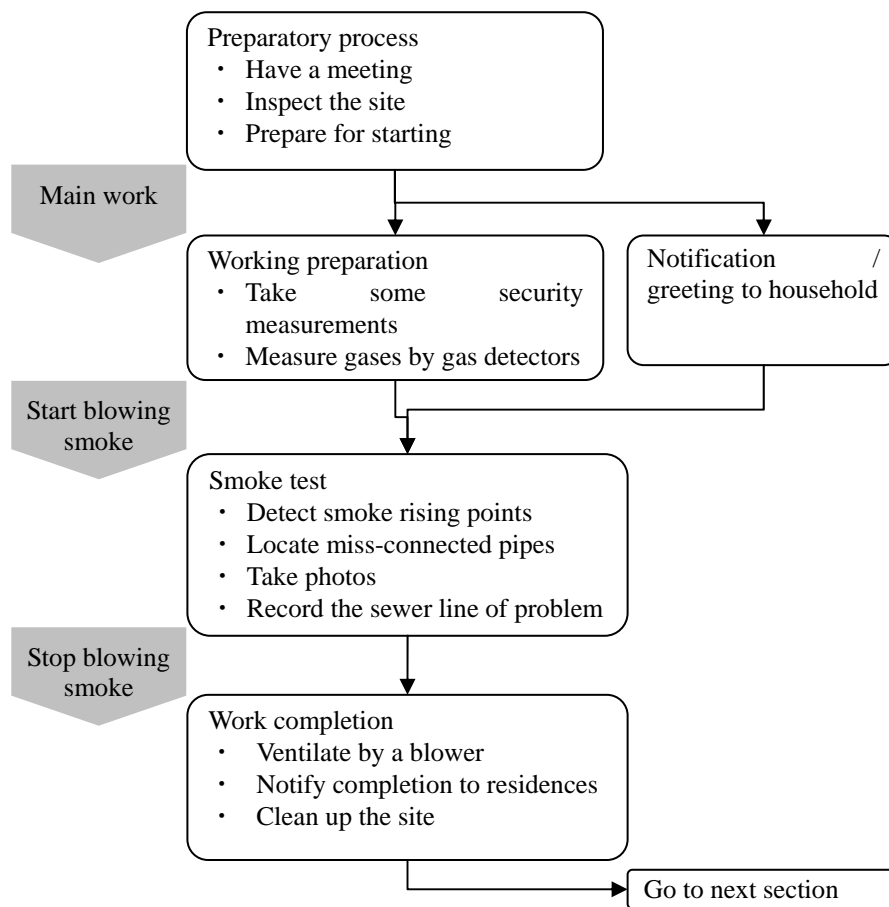 Preparatory process
・ Have a meeting
・ Inspect the site
・ Prepare for starting
Main work
Working preparation
・ Take some security
measurements
・ Measure gases by gas detectors
Notification /
greeting to household
Start blowing
smoke
Smoke test
・ Detect smoke rising points
・ Locate miss-connected pipes
・ Take photos
・ Record the sewer line of problem
Stop blowing
smoke
Work completion
・ Ventilate by a blower
・ Notify completion to residences
・ Clean up the site
Go to next section